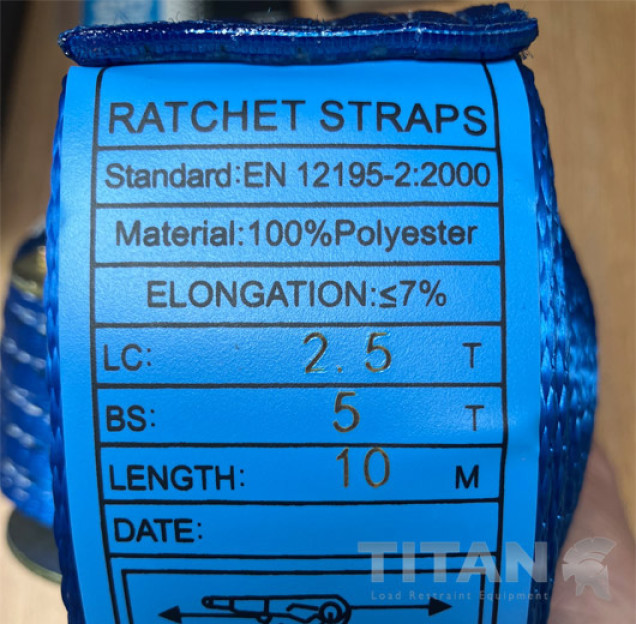 RATCHET STRAPS
Standard:EN 12195-2:2000
Material:100%Polyester
ELONGATION:≤7%
LC: 2.5 T
BS: 5 T
LENGTH: 10 M
DATE:
TITAN
Load Restraint Equipment